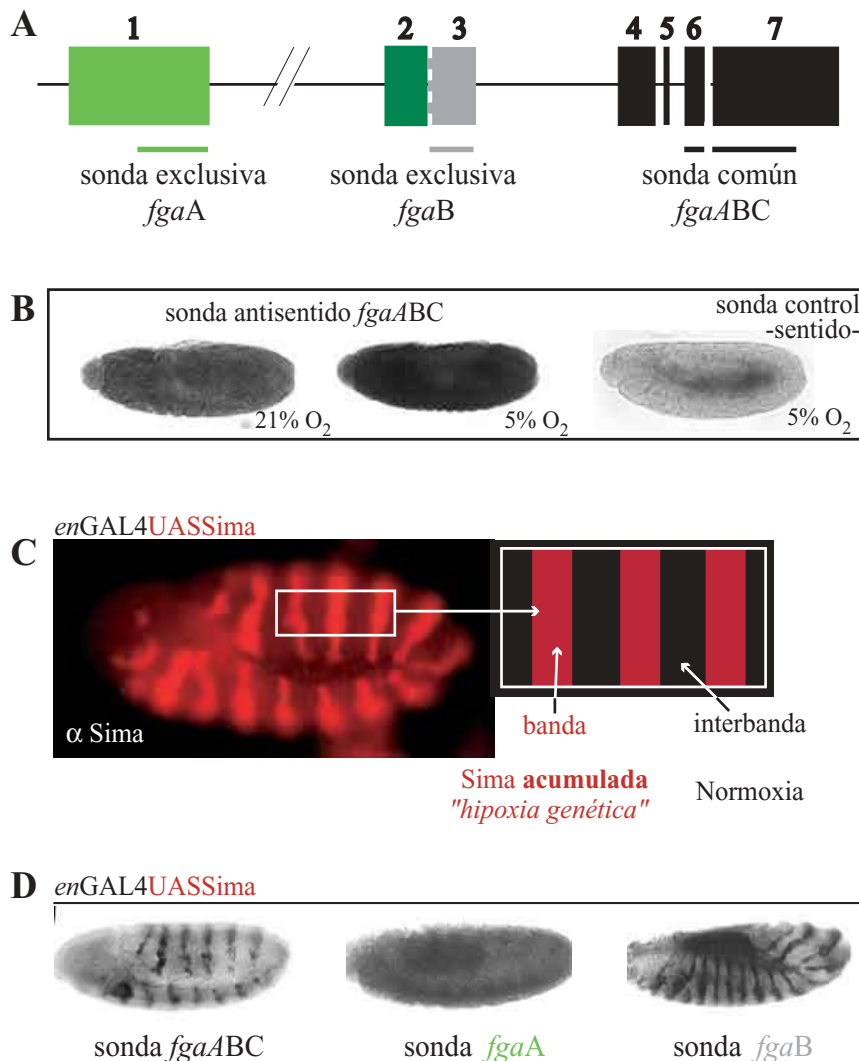 A
1 2 3 4 5 6 7
sonda exclusiva sonda exclusiva sonda común
fgaA fgaB fgaABC
B
sonda antisentido fgaABC
sonda control
-sentido-
21% O2 5% O2 5% O2
enGAL4UASSima
C
α Sima
banda
interbanda
Sima acumulada
"hipoxia genética"
Normoxia
D
enGAL4UASSima
sonda fgaABC sonda fgaA sonda fgaB